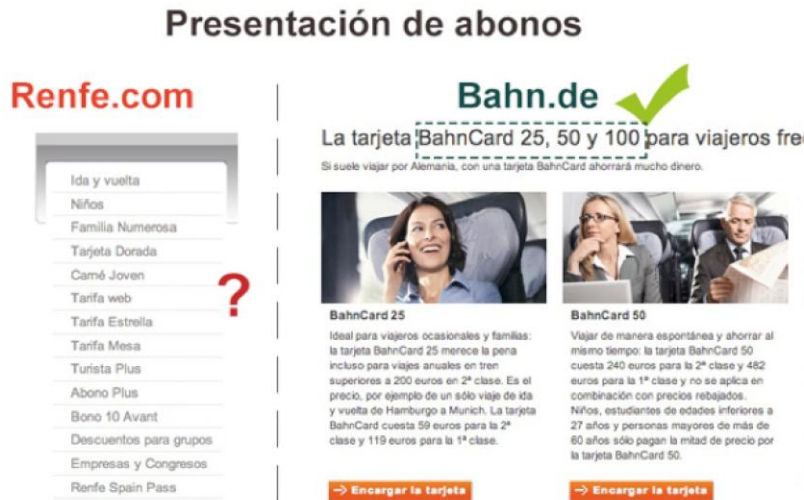 Presentación de abonos
Renfe.com
Ida y vuelta
Niños
Familia Numerosa
Tarjeta Dorada
Carné Joven
Tarifa web
Tarifa Estrella
Tarifa Mesa
Turista Plus
Abono Plus
Bono 10 Avant
Descuentos para grupos
Empresas y Congresos
Renfe Spain Pass
?
Bahn.de
La tarjeta BahnCard 25, 50 y 100 para viajeros fre
Si suele viajar por Alemania, con una tarjeta BahnCard ahorrará mucho dinero.
BahnCard 25
Ideal para viajeros ocasionales y familias:
la tarjeta BahnCard 25 merece la pena
incluso para viajes anuales en tren
superiores a 200 euros en 2ª clase. Es el
precio, por ejemplo de un sólo viaje de ida
y vuelta de Hamburgo a Munich. La tarjeta
BahnCard cuesta 59 euros para la 2ª
clase y 119 euros para la 1ª clase.
Encargar la tarjeta
BahnCard 50
Viajar de manera espontánea y ahorrar al
mismo tiempo: la tarjeta BahnCard 50
cuesta 240 euros para la 2ª clase y 482
euros para la 1ª clase y no se aplica en
combinación con precios rebajados.
Niños, estudiantes de edades inferiores a
27 años y personas mayores de más de
60 años sólo pagan la mitad de precio por
la tarjeta BahnCard 50.
Encargar la tarjeta